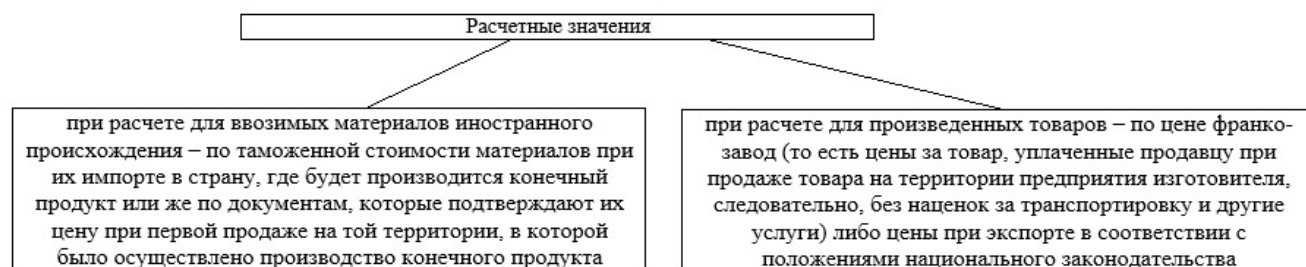 Расчетные значения
при расчете для ввозимых материалов иностранного
происхождения – по таможенной стоимости материалов при
их импорте в страну, где будет производится конечный
продукт или же по документам, которые подтверждают их
цену при первой продаже на той территории, в которой
было осуществлено производство конечного продукта
при расчете для произведенных товаров – по цене франко-
завод (то есть цены за товар, уплаченные продавцу при
продаже товара на территории предприятия изготовителя,
следовательно, без наценок за транспортировку и другие
услуги) либо цены при экспорте в соответствии с
положениями национального законодательства